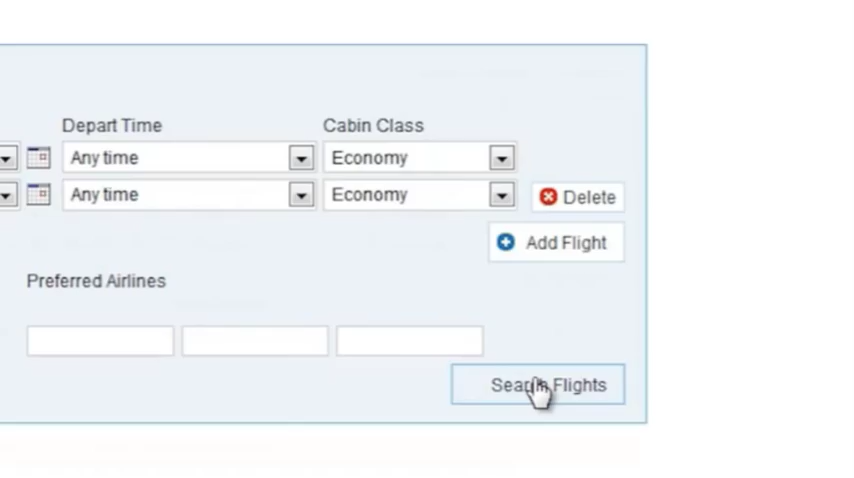 Depart Time Cabin Class
Any time Economy
Any time Economy Delete
Add Flight
Preferred Airlines
Search Flights